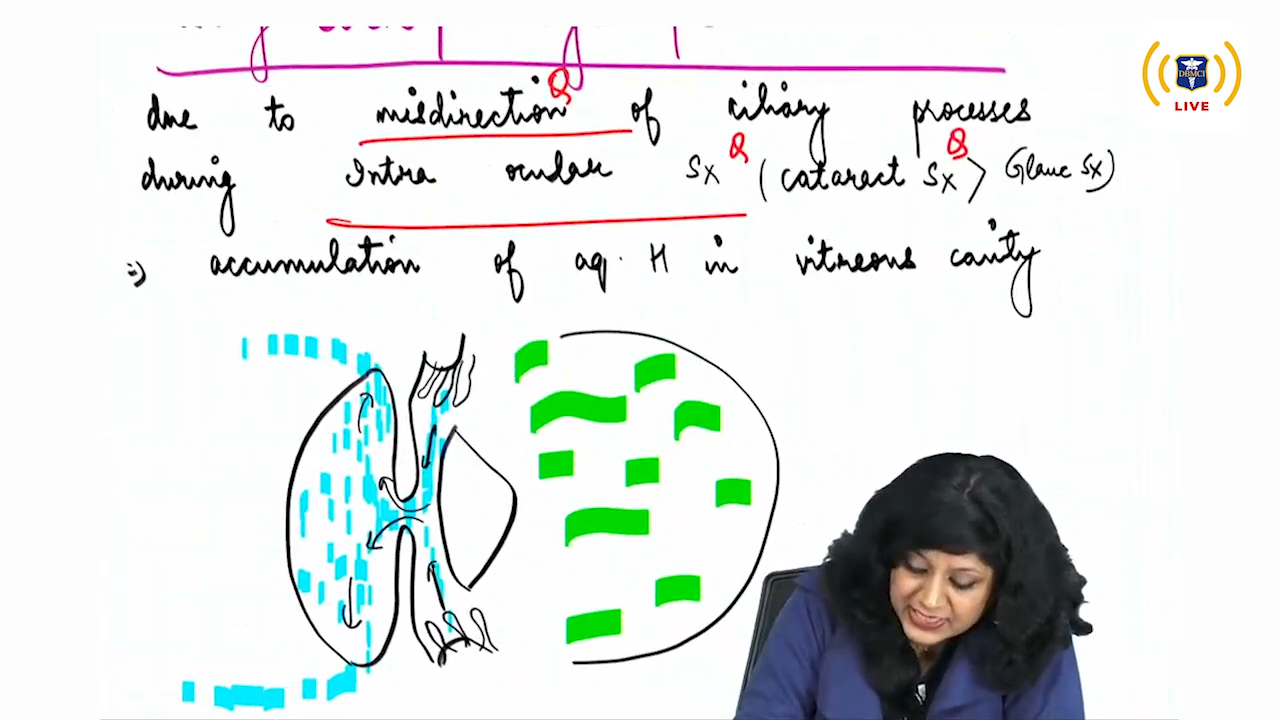 due to misdirection Q of ciliary processes
during Intra ocular Sx Q (cataract Sx Q > Glauc Sx)
=) accumulation of aq. H in vitreous cavity
DBMCI
LIVE